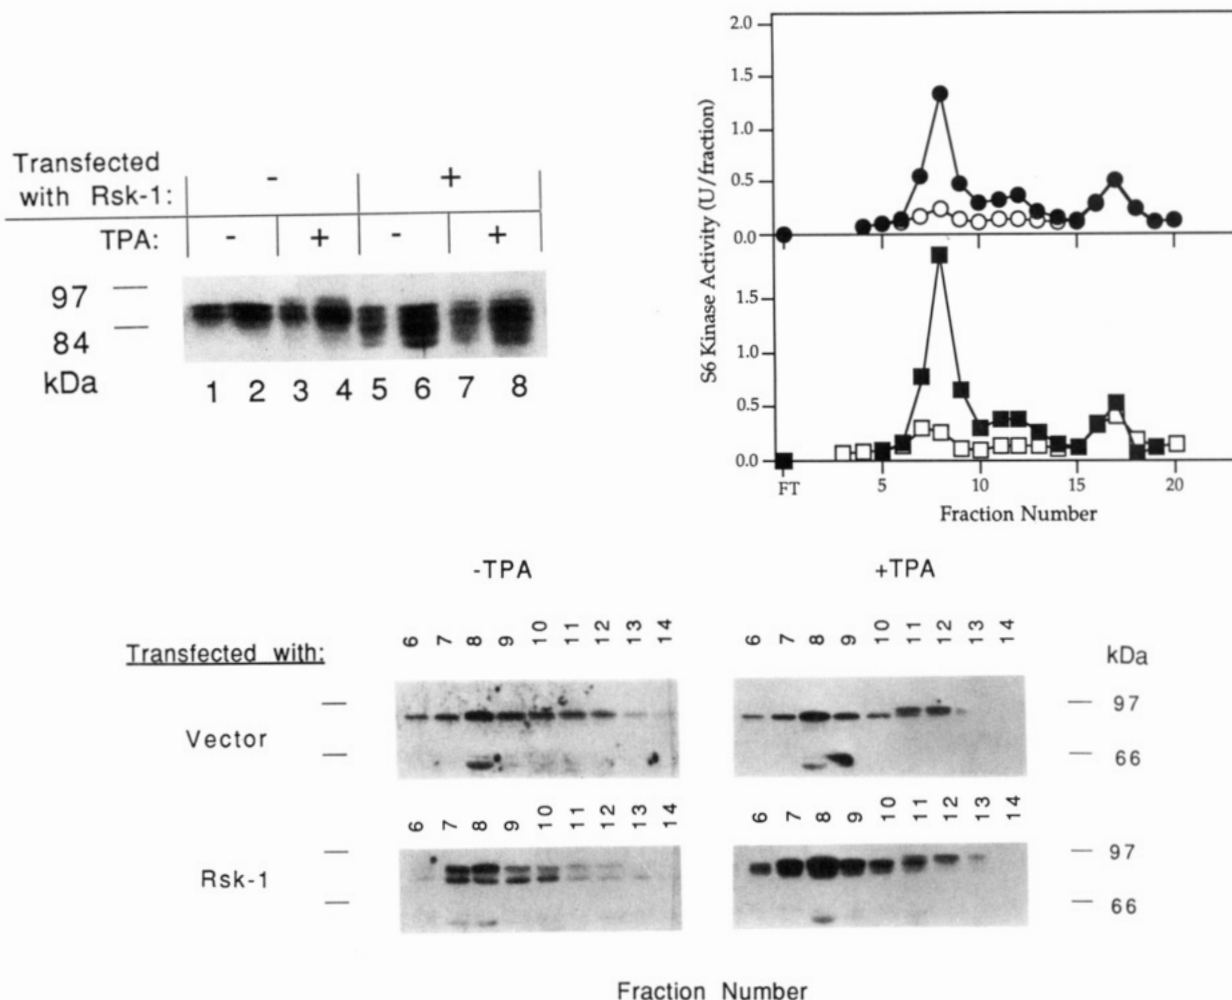 Transfected
with Rsk-1:
-
+
TPA:
-
+
-
+
97
84
kDa
1 2 3 4 5 6 7 8
S6 Kinase Activity (U/fraction)
2.0
1.5
1.0
0.5
0.0
1.5
1.0
0.5
0.0
FT
5
10
15
20
Fraction Number
-TPA
+TPA
6 7 8 9 10 11 12 13 14
6 7 8 9 10 11 12 13 14
Transfected with:
kDa
Vector
97
66
6 7 8 9 10 11 12 13 14
6 7 8 9 10 11 12 13 14
Rsk-1
97
66
Fraction Number